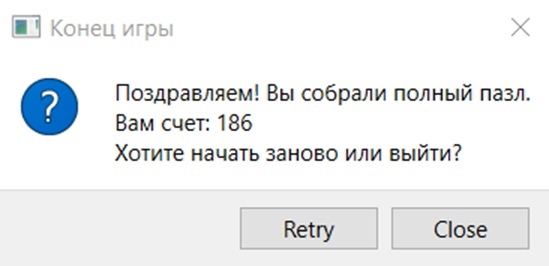 Конец игры
Поздравляем! Вы собрали полный пазл.
Вам счет: 186
Хотите начать заново или выйти?
Retry
Close